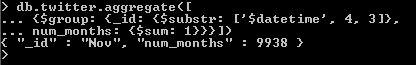 > db.twitter.aggregate([
... {$group: {_id: {$substr: ['$datetime', 4, 3]},
... num_months: {$sum: 1}}}])
{ "_id" : "Nov", "num_months" : 9938 }
>